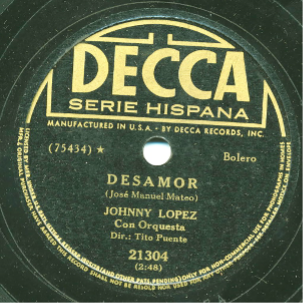 DECCA
SERIE HISPANA
MANUFACTURED IN U.S.A. - BY DECCA RECORDS, INC.
(75434) ★
Bolero
DESAMOR
(José Manuel Mateo)
JOHNNY LOPEZ
Con Orquesta
Dir.: Tito Puente
21304
(2:48)